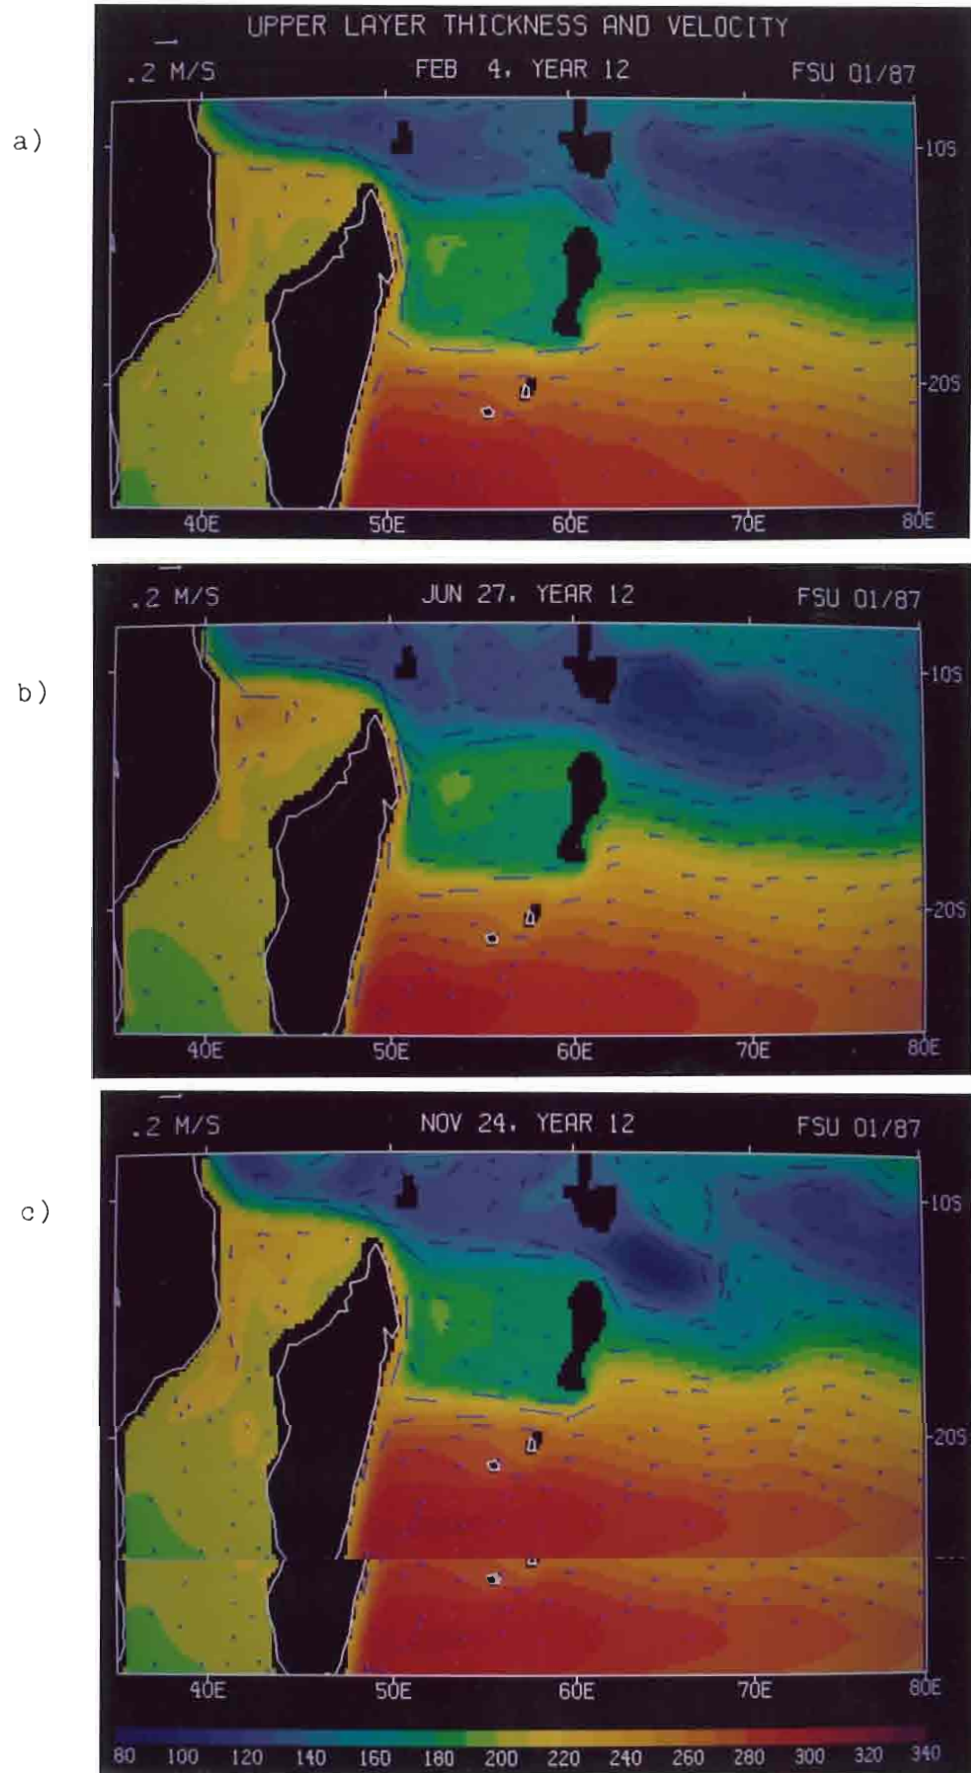 UPPER LAYER THICKNESS AND VELOCITY
.2 M/S FEB 4, YEAR 12 FSU 01/87
a)
10S
20S
40E 50E 60E 70E 80E
.2 M/S JUN 27, YEAR 12 FSU 01/87
b)
10S
20S
40E 50E 60E 70E 80E
.2 M/S NOV 24, YEAR 12 FSU 01/87
c)
10S
20S
40E 50E 60E 70E 80E
80 100 120 140 160 180 200 220 240 260 280 300 320 340